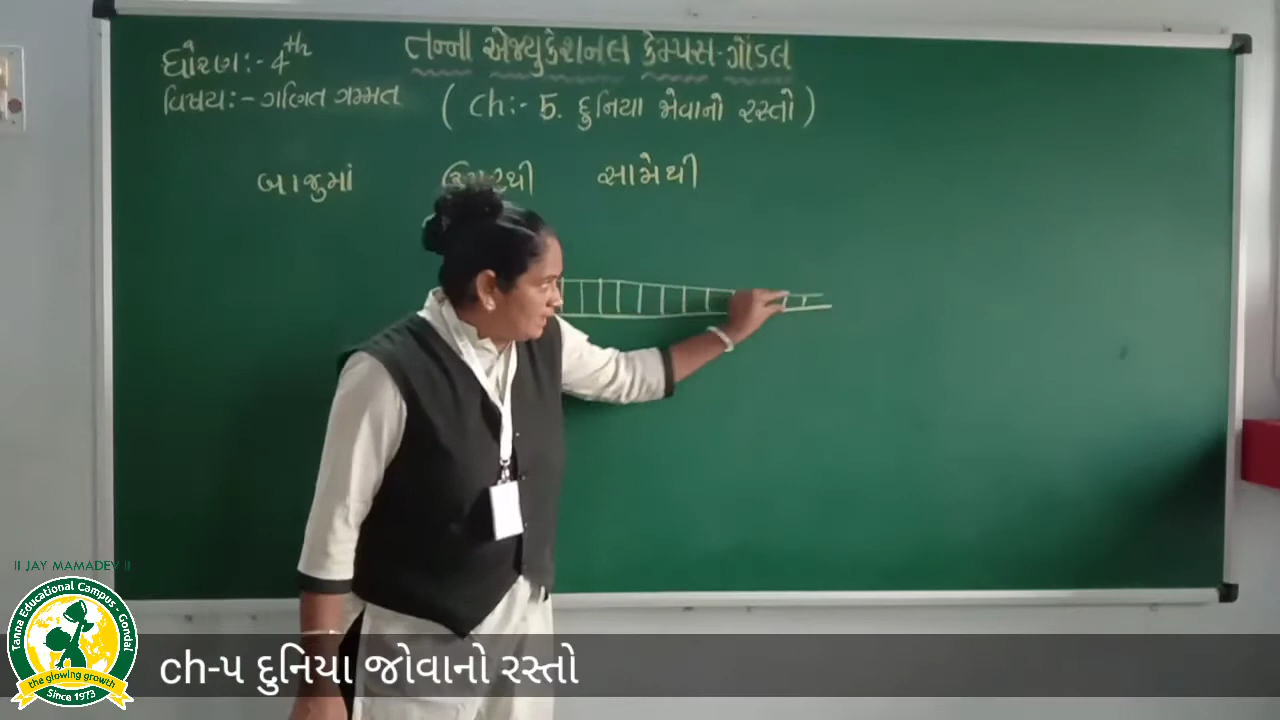 તન્ના એજ્યુકેશનલ કેમ્પસ-ગોંડલ
ધોરણ:- 4th
વિષય:- ગણિત ગમ્મત
( ch:- 5. દુનિયા જોવાનો રસ્તો )
બાજુમાં સામેથી
II JAY MAMADEV II
Tanna Educational Campus - Gondal
the glowing growth
Since 1973
ch-૫ દુનિયા જોવાનો રસ્તો